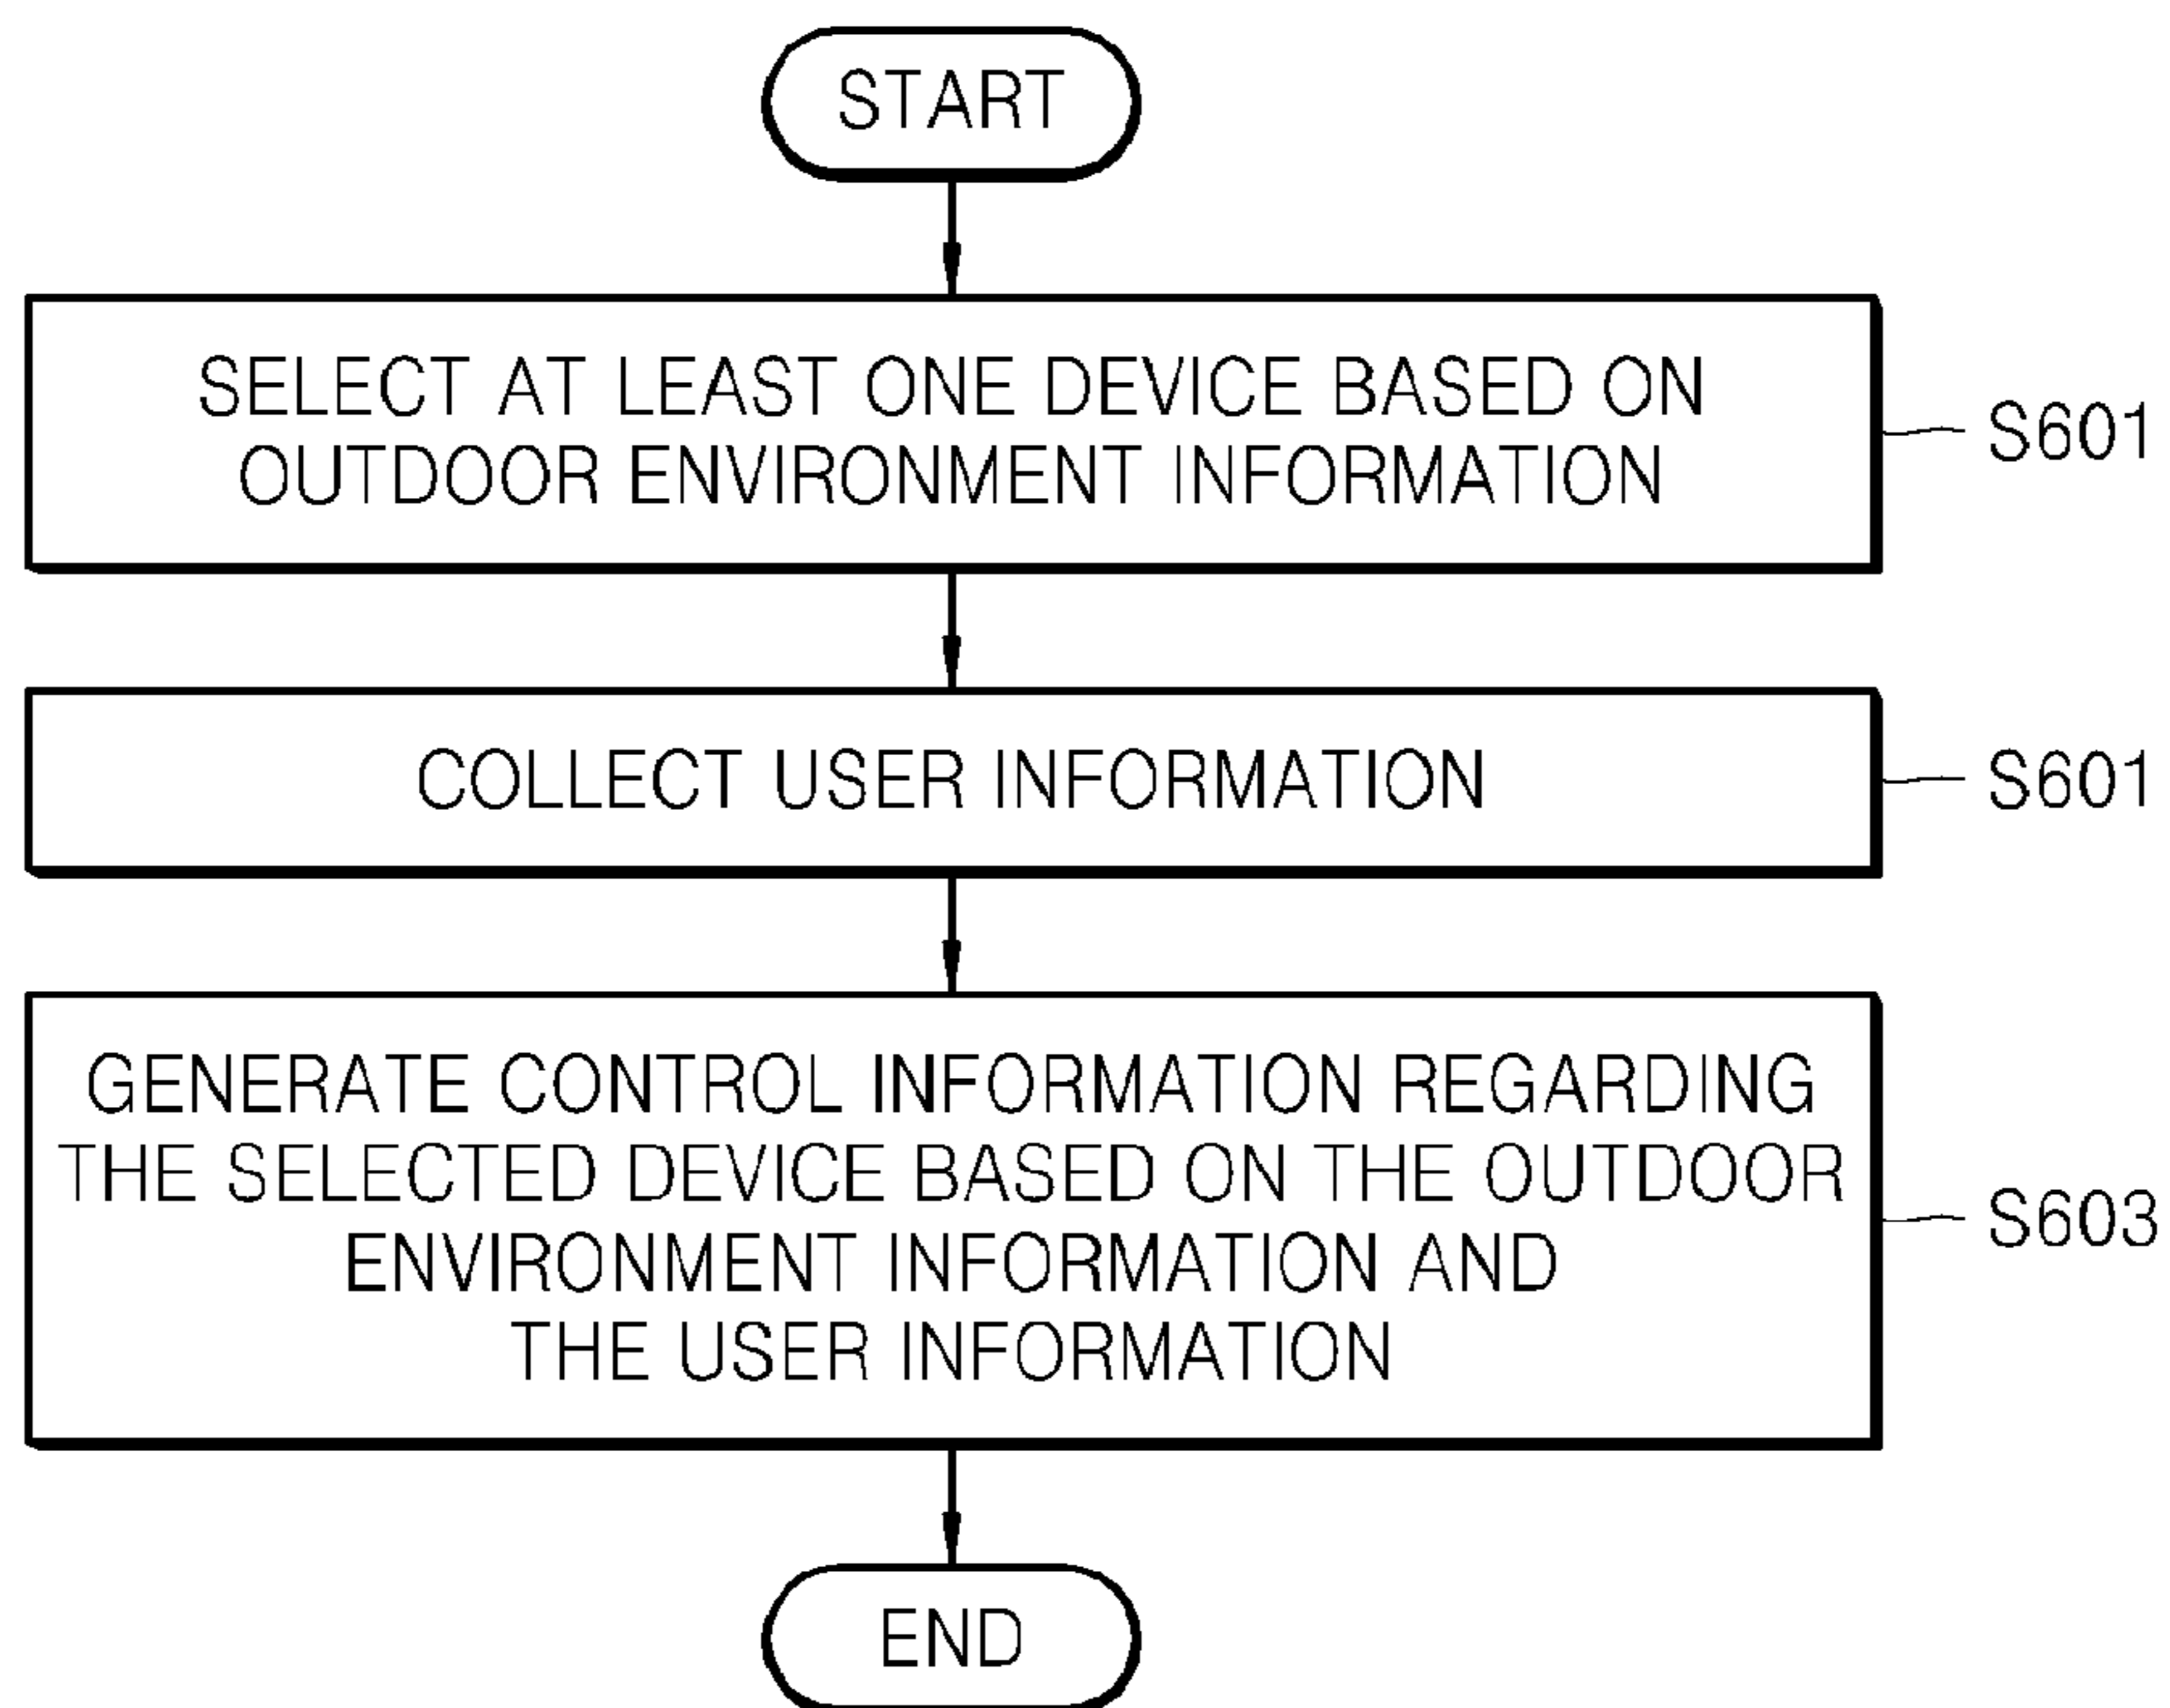 START
SELECT AT LEAST ONE DEVICE BASED ON
OUTDOOR ENVIRONMENT INFORMATION
S601
COLLECT USER INFORMATION
S601
GENERATE CONTROL INFORMATION REGARDING
THE SELECTED DEVICE BASED ON THE OUTDOOR
ENVIRONMENT INFORMATION AND
THE USER INFORMATION
S603
END